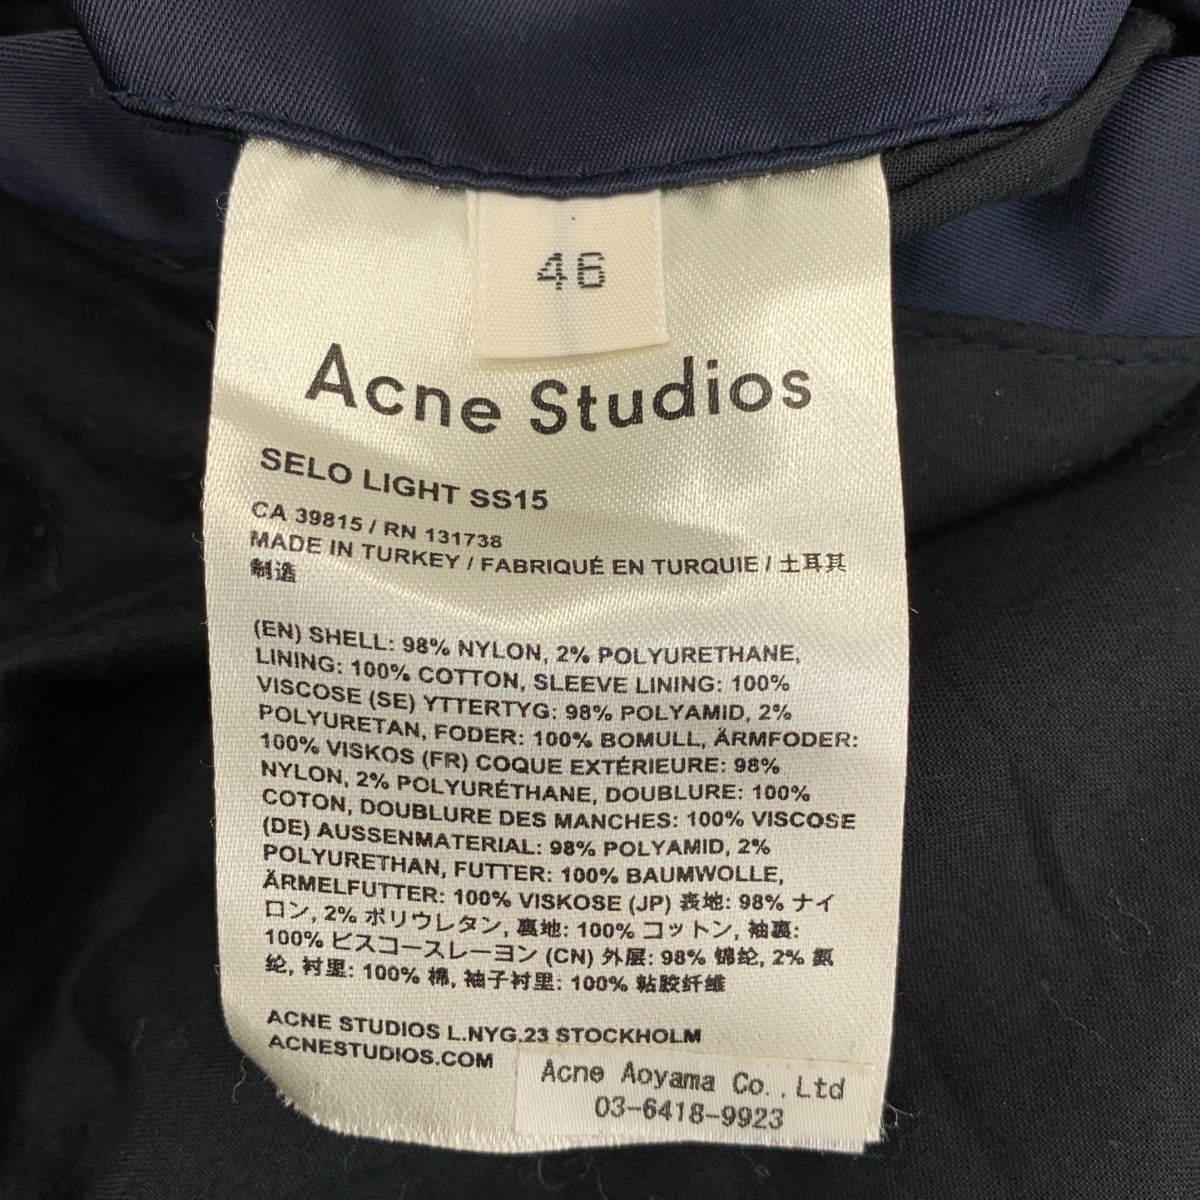 46
Acne Studios
SELO LIGHT SS15
CA 39815 / RN 131738
MADE IN TURKEY / FABRIQUÉ EN TURQUIE / 土耳其
制造
(EN) SHELL: 98% NYLON, 2% POLYURETHANE,
LINING: 100% COTTON, SLEEVE LINING: 100%
VISCOSE (SE) YTTERTYG: 98% POLYAMID, 2%
POLYURETAN, FODER: 100% BOMULL, ÄRMFODER:
100% VISKOS (FR) COQUE EXTÉRIEURE: 98%
NYLON, 2% POLYURÉTHANE, DOUBLURE: 100%
COTON, DOUBLURE DES MANCHES: 100% VISCOSE
(DE) AUSSENMATERIAL: 98% POLYAMID, 2%
POLYURETHAN, FUTTER: 100% BAUMWOLLE,
ÄRMELFUTTER: 100% VISKOSE (JP) 表地: 98% ナイ
ロン, 2% ポリウレタン, 裏地: 100% コットン, 袖裏:
100% ビスコースレーヨン (CN) 外层: 98% 锦纶, 2% 氨
纶, 衬里: 100% 棉, 袖子衬里: 100% 粘胶纤维
ACNE STUDIOS L.NYG.23 STOCKHOLM
ACNESTUDIOS.COM
Acne Aoyama Co.,Ltd
03-6418-9923